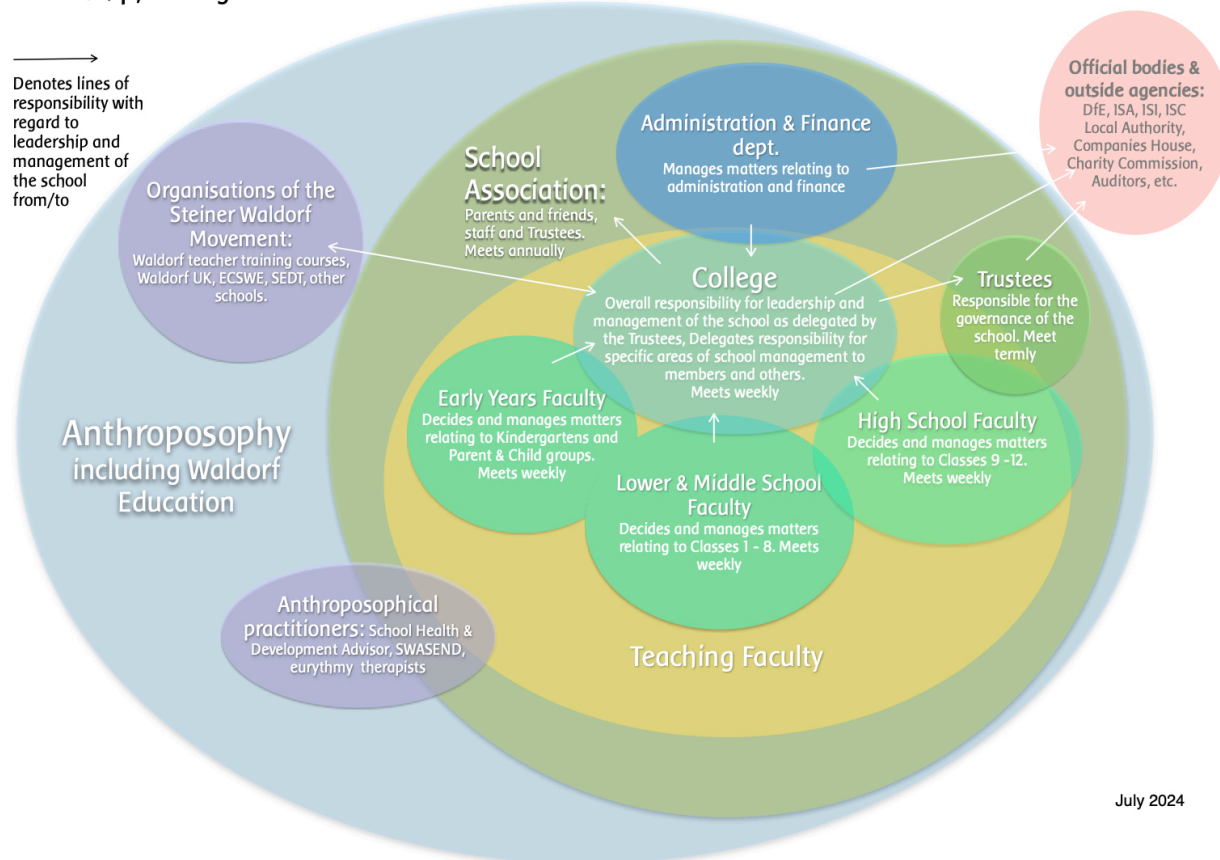 Denotes lines of
responsibility with
regard to
leadership and
management of
the school
from/to
Organisations of the
Steiner Waldorf
Movement:
Waldorf teacher training courses,
Waldorf UK, ECSWE, SEDT, other
schools.
Anthroposophy
including Waldorf
Education
Anthroposophical
practitioners: School Health &
Development Advisor, SWASEND,
eurythmy therapists
School
Association:
Parents and friends,
staff and Trustees.
Meets annually
Administration & Finance
dept.
Manages matters relating to
administration and finance
College
Overall responsibility for leadership and
management of the school as delegated by
the Trustees, Delegates responsibility for
specific areas of school management to
members and others.
Meets weekly
Early Years Faculty
Decides and manages matters
relating to Kindergartens and
Parent & Child groups.
Meets weekly
Lower & Middle School
Faculty
Decides and manages matters
relating to Classes 1 - 8. Meets
weekly
High School Faculty
Decides and manages matters
relating to Classes 9 -12.
Meets weekly
Trustees
Responsible for the
governance of the
school. Meet
termly
Official bodies &
outside agencies:
DfE, ISA, ISI, ISC
Local Authority,
Companies House,
Charity Commission,
Auditors, etc.
Teaching Faculty
July 2024